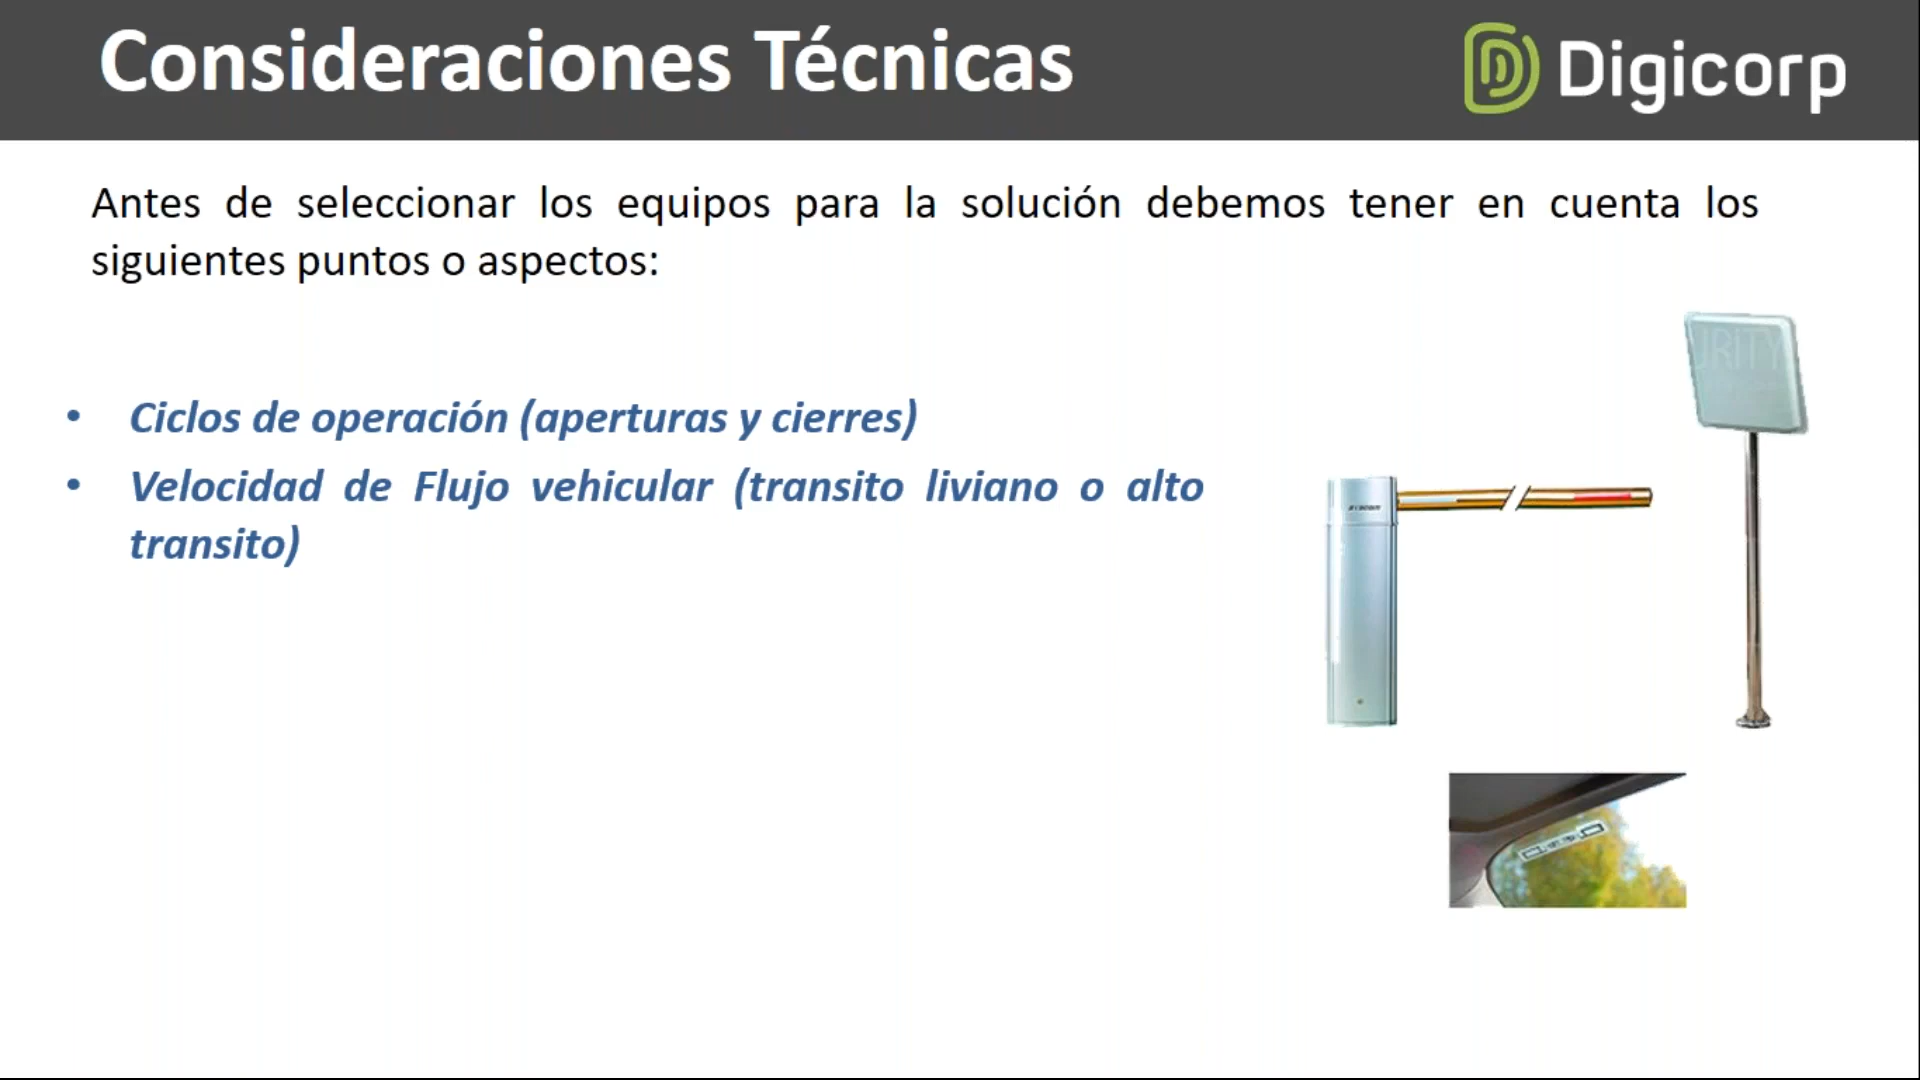 Consideraciones Técnicas
Digicorp
Antes de seleccionar los equipos para la solución debemos tener en cuenta los
siguientes puntos o aspectos:
• Ciclos de operación (aperturas y cierres)
• Velocidad de Flujo vehicular (transito liviano o alto
transito)
URITY